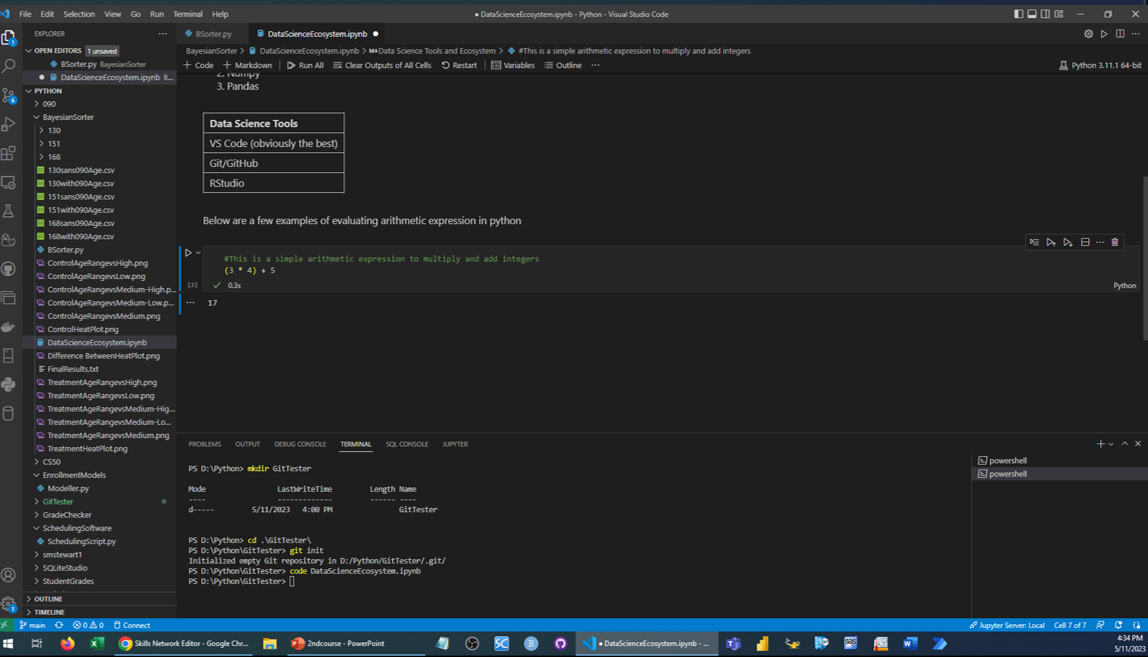 File Edit Selection View Go Run Terminal Help
● DataScienceEcosystem.ipynb - Python - Visual Studio Code
EXPLORER
OPEN EDITORS 1 unsaved
BSorter.py BayesianSorter
● DataScienceEcosystem.ipynb B...
PYTHON
090
BayesianSorter
130
151
168
130sans090Age.csv
130with090Age.csv
151sans090Age.csv
151with090Age.csv
168sans090Age.csv
168with090Age.csv
BSorter.py
ControlAgeRangevsHigh.png
ControlAgeRangevsLow.png
ControlAgeRangevsMedium-High.p...
ControlAgeRangevsMedium-Low.p...
ControlAgeRangevsMedium.png
ControlHeatPlot.png
DataScienceEcosystem.ipynb
Difference BetweenHeatPlot.png
FinalResults.txt
TreatmentAgeRangevsHigh.png
TreatmentAgeRangevsLow.png
TreatmentAgeRangevsMedium-Hig...
TreatmentAgeRangevsMedium-Lo...
TreatmentAgeRangevsMedium.png
TreatmentHeatPlot.png
CS50
EnrollmentModels
Modeller.py
GitTester
GradeChecker
SchedulingSoftware
SchedulingScript.py
smstewart1
SQLiteStudio
StudentGrades
OUTLINE
TIMELINE
BSorter.py DataScienceEcosystem.ipynb ●
BayesianSorter > DataScienceEcosystem.ipynb > M↓Data Science Tools and Ecosystem > #This is a simple arithmetic expression to multiply and add integers
+ Code + Markdown Run All Clear Outputs of All Cells Restart Variables Outline ... Python 3.11.1 64-bit
2. Numpy
3. Pandas
Data Science Tools
VS Code (obviously the best)
Git/GitHub
RStudio
Below are a few examples of evaluating arithmetic expression in python
#This is a simple arithmetic expression to multiply and add integers
(3 * 4) + 5
[2] ✓ 0.3s Python
... 17
PROBLEMS OUTPUT DEBUG CONSOLE TERMINAL SQL CONSOLE JUPYTER
PS D:\Python> mkdir GitTester
Mode LastWriteTime Length Name
---- ------------- ------ ----
d----- 5/11/2023 4:00 PM GitTester
PS D:\Python> cd .\GitTester\
PS D:\Python\GitTester> git init
Initialized empty Git repository in D:/Python/GitTester/.git/
PS D:\Python\GitTester> code DataScienceEcosystem.ipynb
PS D:\Python\GitTester>
powershell
powershell
main 0 0 Connect Jupyter Server: Local Cell 7 of 7
Skills Network Editor - Google Chr... 2ndcourse - PowerPoint ● DataScienceEcosystem.ipynb - ... 4:34 PM
5/11/2023